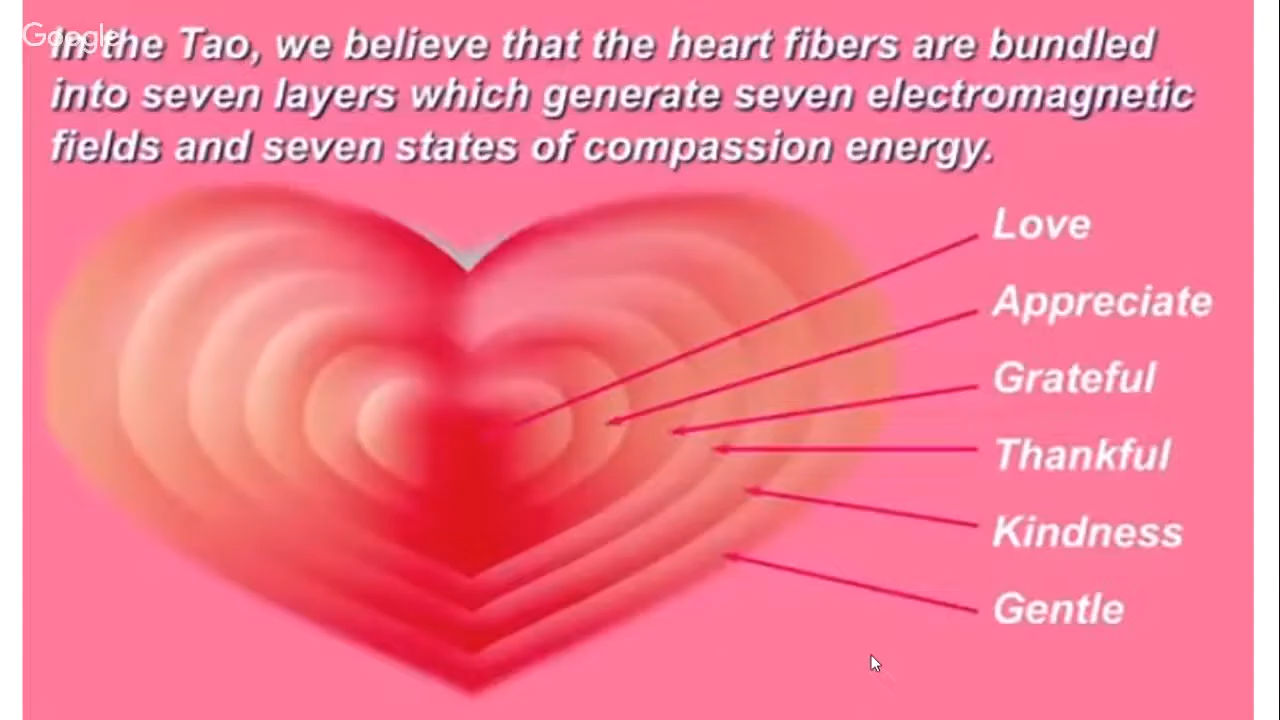 Google
In the Tao, we believe that the heart fibers are bundled
into seven layers which generate seven electromagnetic
fields and seven states of compassion energy.
Love
Appreciate
Grateful
Thankful
Kindness
Gentle